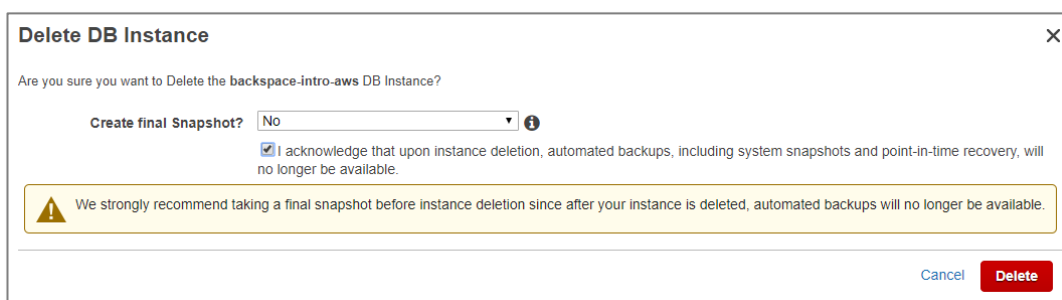 Delete DB Instance
Are you sure you want to Delete the backspace-intro-aws DB Instance?
Create final Snapshot? No
I acknowledge that upon instance deletion, automated backups, including system snapshots and point-in-time recovery, will
no longer be available.
We strongly recommend taking a final snapshot before instance deletion since after your instance is deleted, automated backups will no longer be available.
Cancel Delete